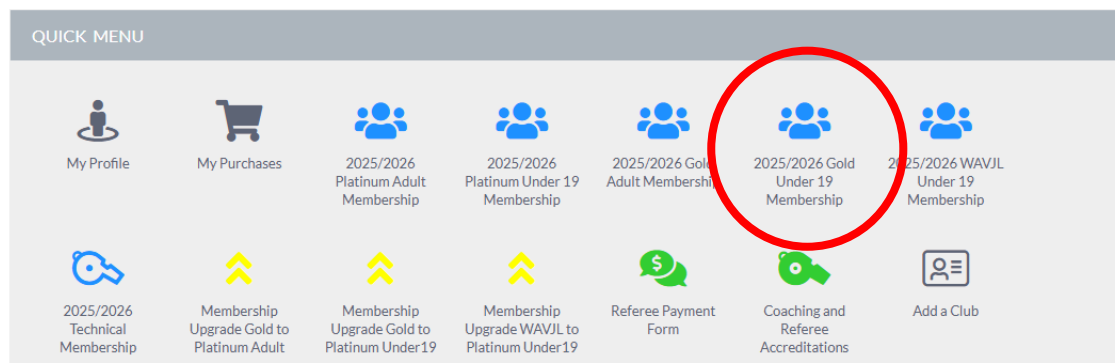 QUICK MENU
My Profile
My Purchases
2025/2026
Platinum Adult
Membership
2025/2026
Platinum Under 19
Membership
2025/2026 Gold
Adult Membership
2025/2026 Gold
Under 19
Membership
2025/2026 WAVJL
Under 19
Membership
2025/2026
Technical
Membership
Membership
Upgrade Gold to
Platinum Adult
Membership
Upgrade Gold to
Platinum Under19
Membership
Upgrade WAVJL to
Platinum Under19
$
Referee Payment
Form
Coaching and
Referee
Accreditations
Add a Club